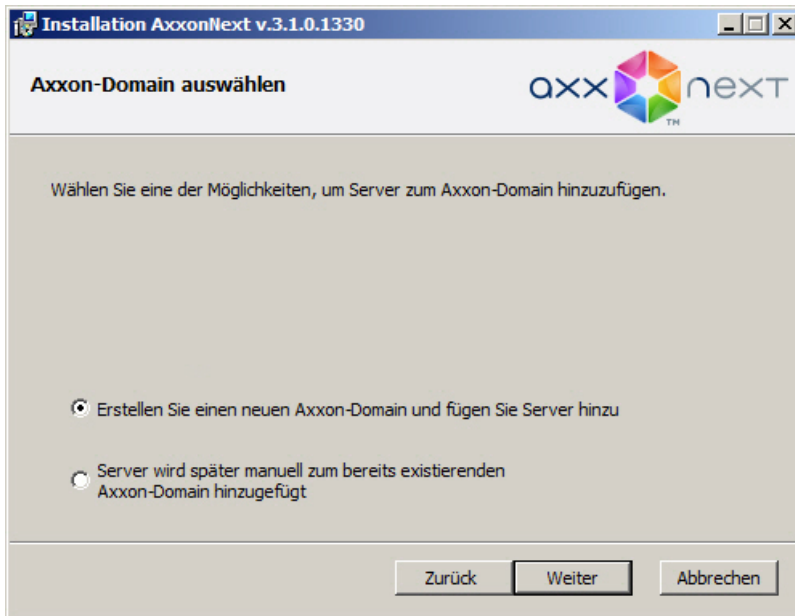 Installation AxxonNext v.3.1.0.1330
Axxon-Domain auswählen
axxonnext
TM
Wählen Sie eine der Möglichkeiten, um Server zum Axxon-Domain hinzuzufügen.
Erstellen Sie einen neuen Axxon-Domain und fügen Sie Server hinzu
Server wird später manuell zum bereits existierenden
Axxon-Domain hinzugefügt
Zurück
Weiter
Abbrechen